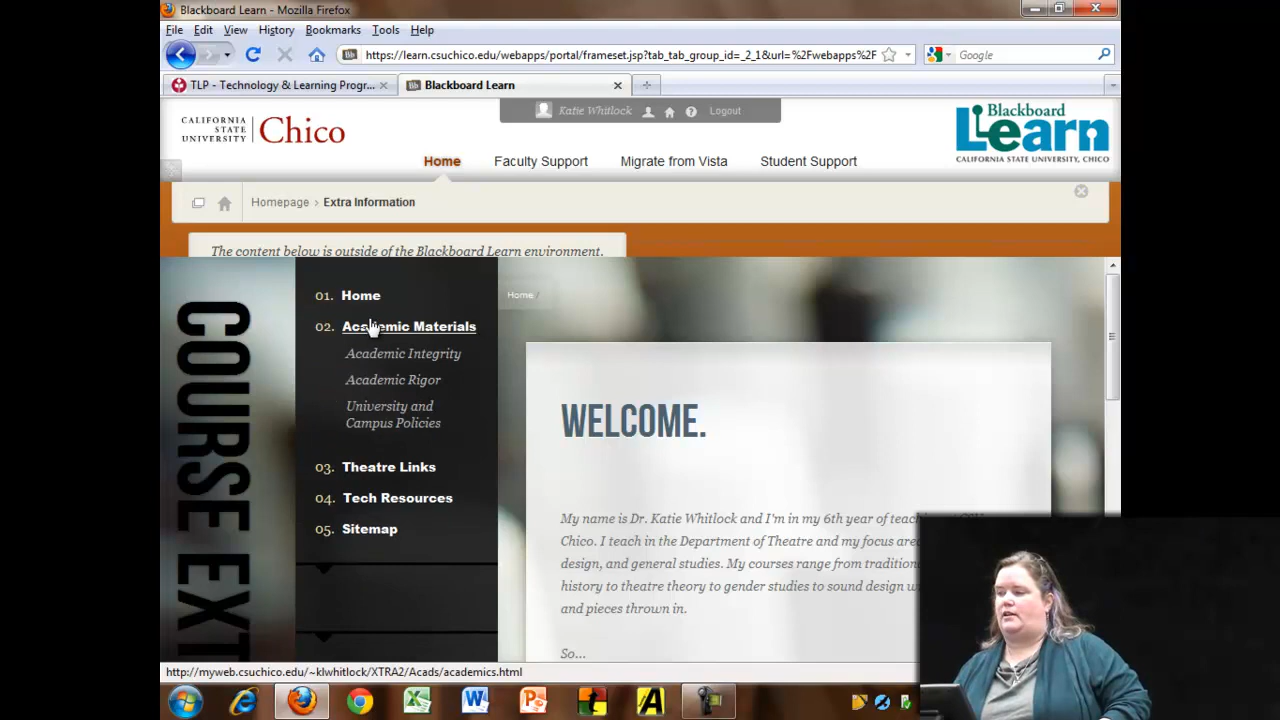 Blackboard Learn - Mozilla Firefox
File Edit View History Bookmarks Tools Help
https://learn.csuchico.edu/webapps/portal/frameset.jsp?tab_tab_group_id=_2_1&url=%2Fwebapps%2F
Google
TLP - Technology & Learning Progr...
Blackboard Learn
Katie Whitlock
Logout
CALIFORNIA STATE UNIVERSITY Chico
Blackboard Learn
CALIFORNIA STATE UNIVERSITY, CHICO
Home Faculty Support Migrate from Vista Student Support
Homepage › Extra Information
The content below is outside of the Blackboard Learn environment.
COURSE EXT
01. Home
02. Academic Materials
Academic Integrity
Academic Rigor
University and
Campus Policies
03. Theatre Links
04. Tech Resources
05. Sitemap
Home /
WELCOME.
My name is Dr. Katie Whitlock and I'm in my 6th year of
Chico. I teach in the Department of Theatre and my focus
design, and general studies. My courses range from
history to theatre theory to gender studies to sound design
and pieces thrown in.
So...
http://myweb.csuchico.edu/~klwhitlock/XTRA2/Acads/academics.html